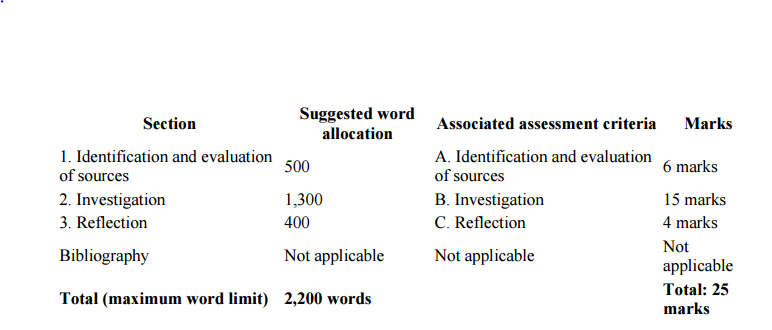 Section Suggested word allocation Associated assessment criteria Marks
1. Identification and evaluation of sources 500 A. Identification and evaluation of sources 6 marks
2. Investigation 1,300 B. Investigation 15 marks
3. Reflection 400 C. Reflection 4 marks
Bibliography Not applicable Not applicable Not applicable
Total (maximum word limit) 2,200 words Total: 25 marks